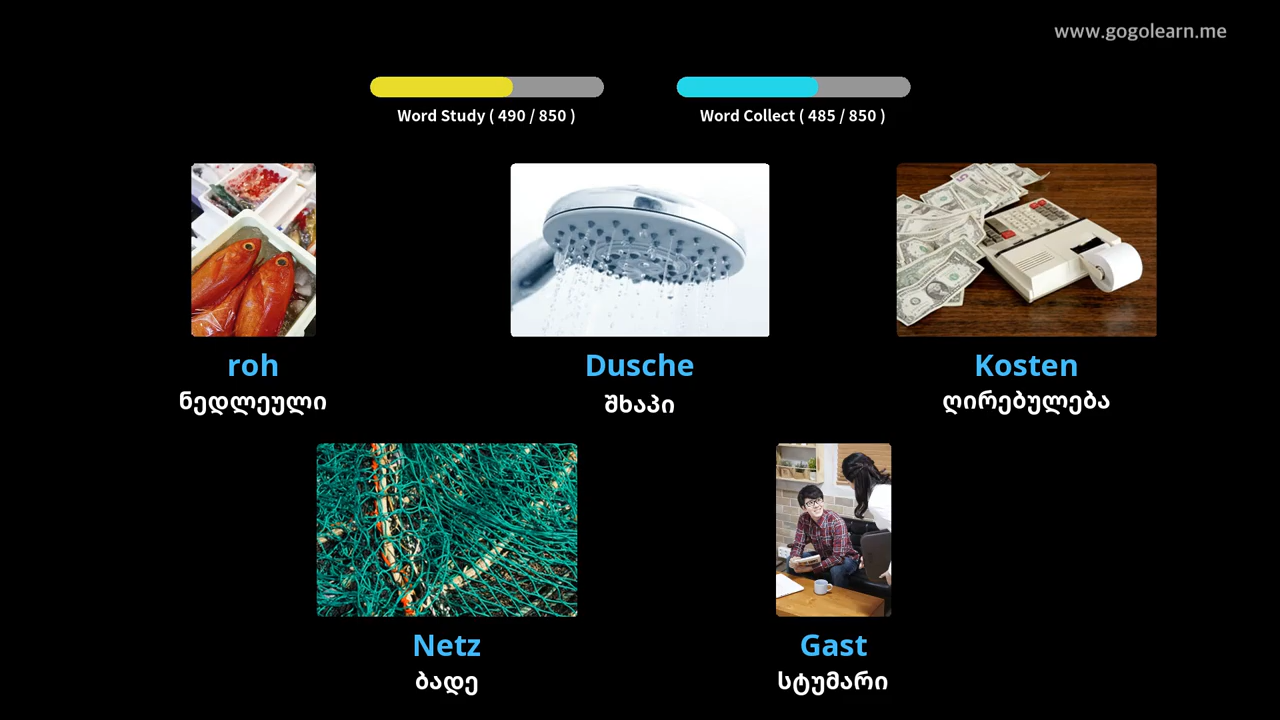 www.gogolearn.me
Word Study ( 490 / 850 )
Word Collect ( 485 / 850 )
roh
ნედლეული
Dusche
შხაპი
Kosten
ღირებულება
Netz
ბადე
Gast
სტუმარი